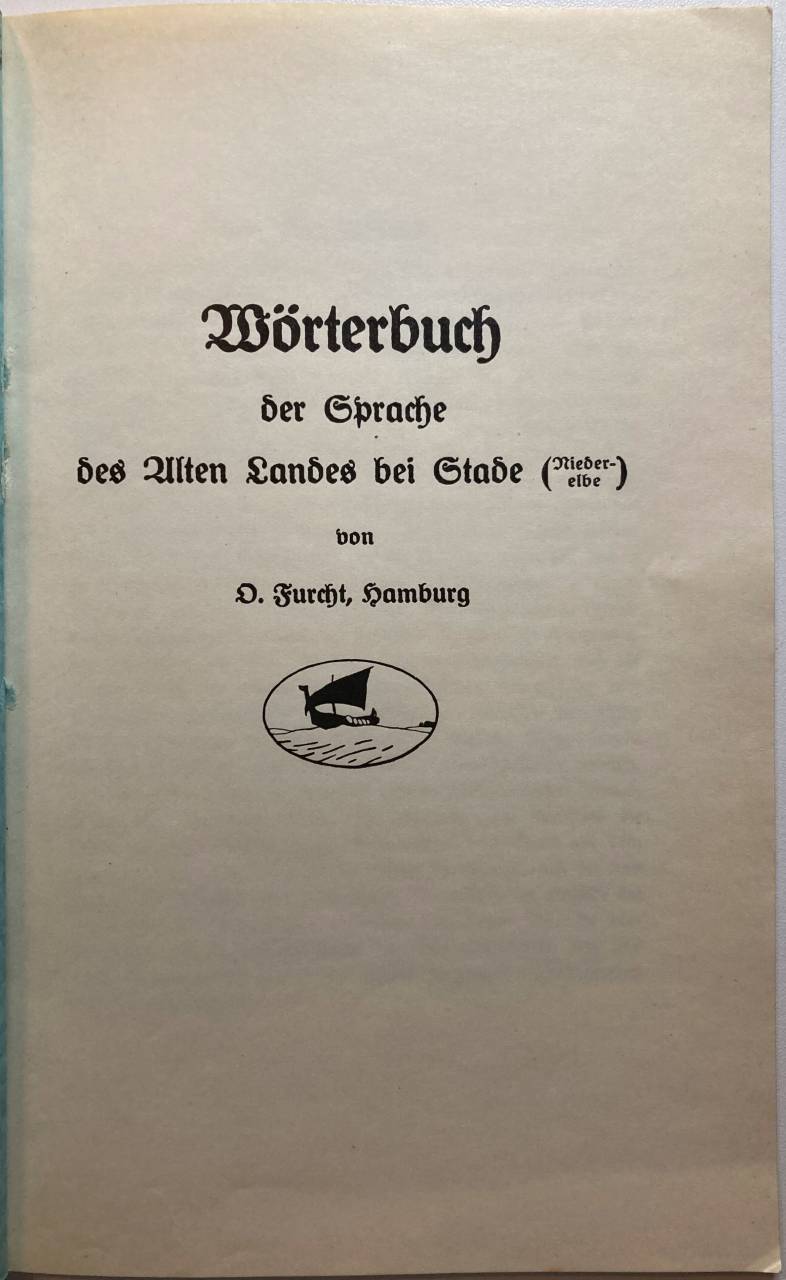 Wörterbuch
der Sprache
des Alten Landes bei Stade (Nieder-
elbe)
von
O. Furcht, Hamburg